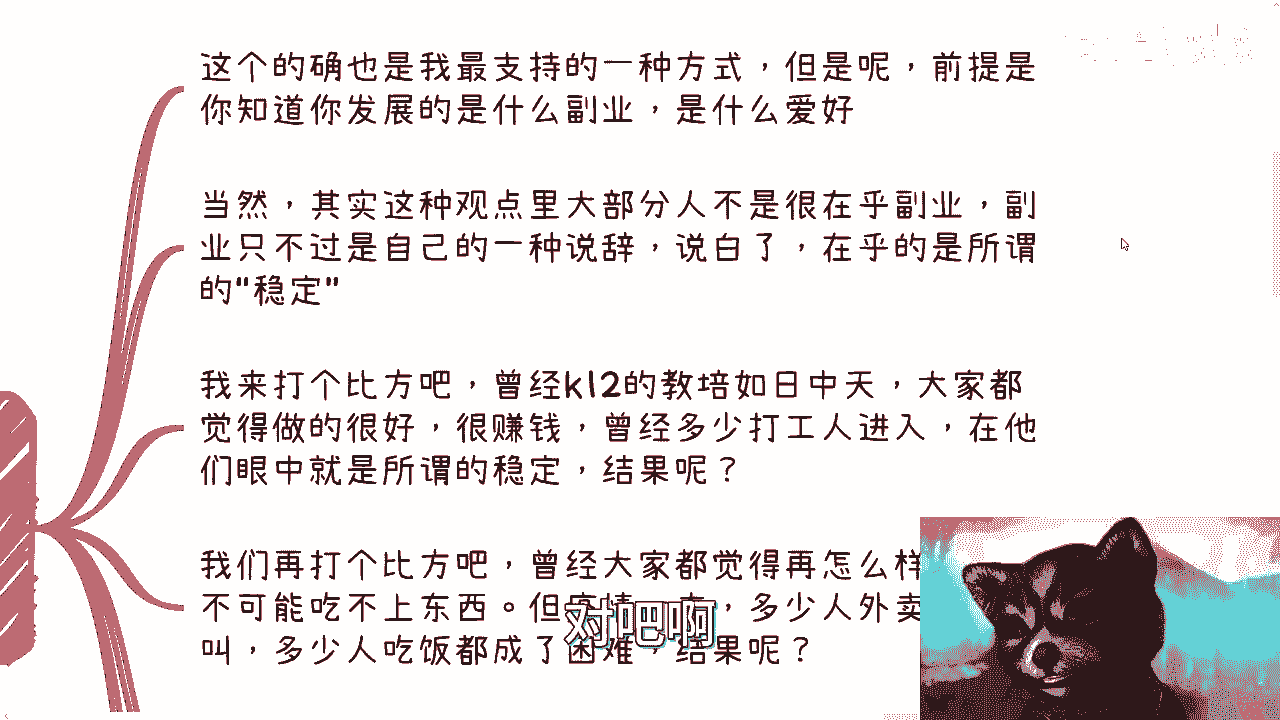 这个的确也是我最支持的一种方式，但是呢，前提是
你知道你发展的是什么副业，是什么爱好
当然，其实这种观点里大部分人不是很在乎副业，副
业只不过是自己的一种说辞，说白了，在乎的是所谓
的"稳定"
我来打个比方吧，曾经k12的教培如日中天，大家都
觉得做的很好，很赚钱，曾经多少打工人进入，在他
们眼中就是所谓的稳定，结果呢？
我们再打个比方吧，曾经大家都觉得再怎么样
不可能吃不上东西。但，多少人外卖
叫，多少人吃饭都成了困难，结果呢？
对吧啊